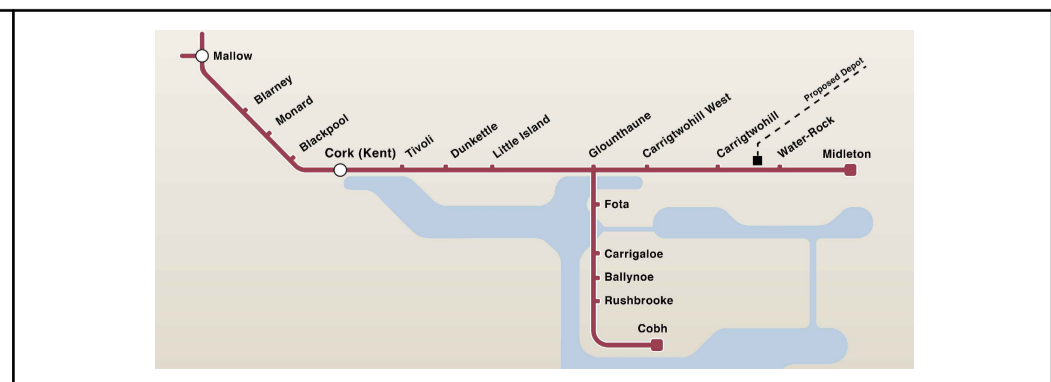 Mallow
Blarney
Monard
Blackpool
Cork (Kent)
Tivoli
Dunkettle
Little Island
Glounthaune
Carrigtwohill West
Carrigtwohill
Proposed Depot
Water-Rock
Midleton
Fota
Carrigaloe
Ballynoe
Rushbrooke
Cobh